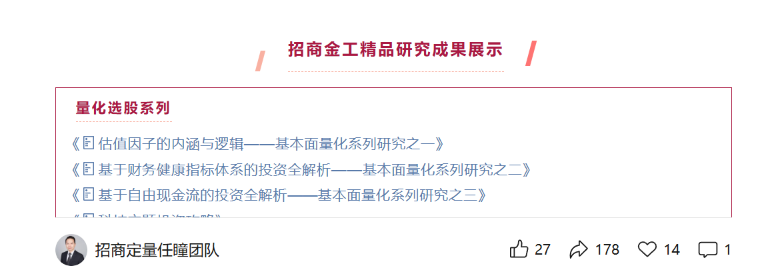 招商金工精品研究成果展示
量化选股系列
《估值因子的内涵与逻辑——基本面量化系列研究之一》
《基于财务健康指标体系的投资全解析——基本面量化系列研究之二》
《基于自由现金流的投资全解析——基本面量化系列研究之三》
招商定量任瞳团队
27 178 14 1